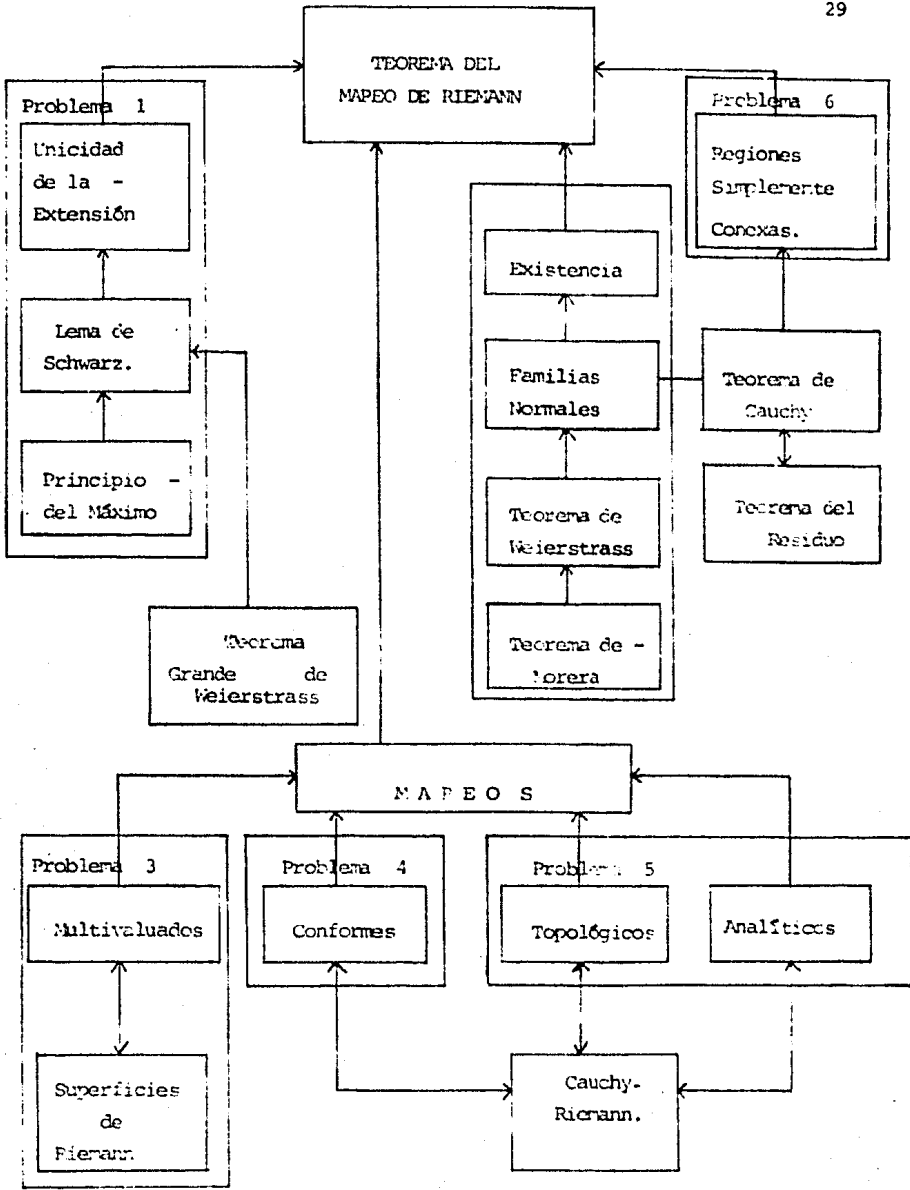 29
TEOREMA DEL
MAPEO DE RIEMANN
Problema 1
Unicidad
de la -
Extensión
Lema de
Schwarz.
Principio -
del Máximo
Teorema
Grande de
Weierstrass
Existencia
Familias
Normales
Teorema de
Weierstrass
Teorema de -
Morera
Problema 6
Regiones
Simplemente
Conexas.
Teorema de
Cauchy
Teorema del
Residuo
MAPEOS
Problema 3
Multivaluados
Superficies
de
Riemann
Problema 4
Conformes
Problema 5
Topológicos
Analíticos
Cauchy-
Riemann.